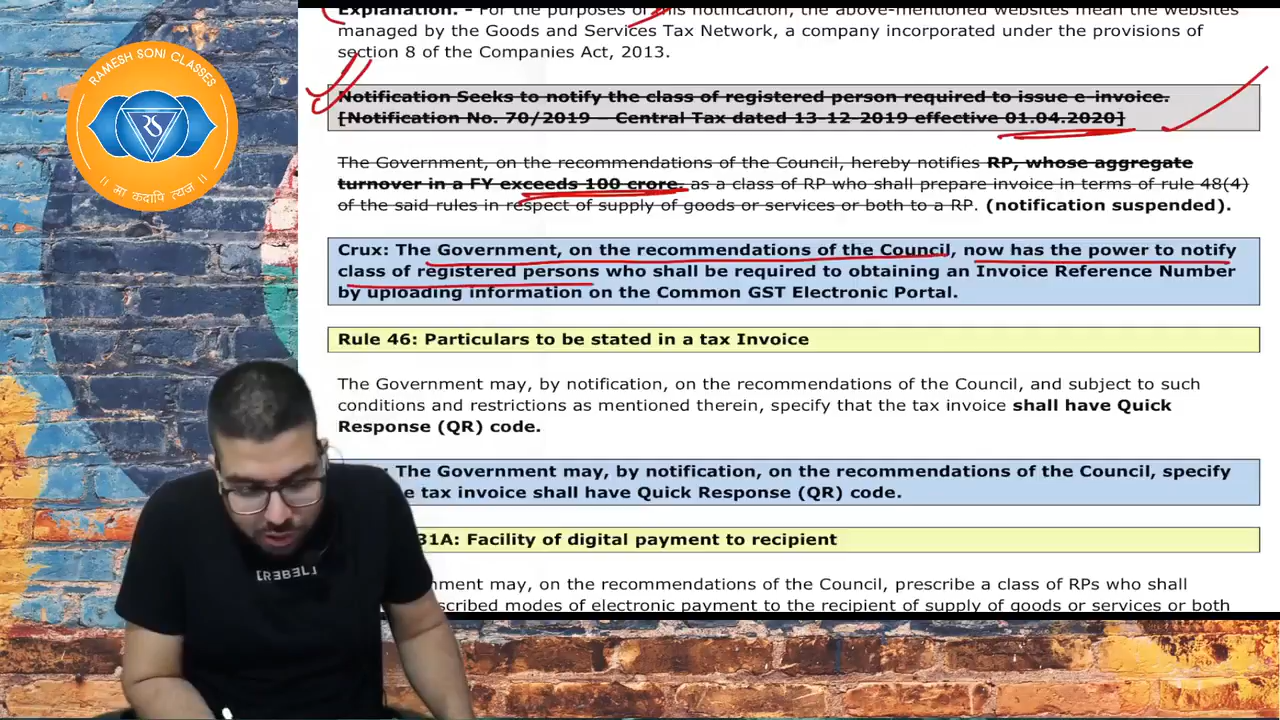 RAMESH SONI CLASSES
RS
।। मा कदापि त्यज ।।
Explanation. - For the purposes of this notification, the above-mentioned websites mean the websites
managed by the Goods and Services Tax Network, a company incorporated under the provisions of
section 8 of the Companies Act, 2013.
Notification Seeks to notify the class of registered person required to issue e-invoice.
[Notification No. 70/2019 – Central Tax dated 13-12-2019 effective 01.04.2020]
The Government, on the recommendations of the Council, hereby notifies RP, whose aggregate
turnover in a FY exceeds 100 crore. as a class of RP who shall prepare invoice in terms of rule 48(4)
of the said rules in respect of supply of goods or services or both to a RP. (notification suspended).
Crux: The Government, on the recommendations of the Council, now has the power to notify
class of registered persons who shall be required to obtaining an Invoice Reference Number
by uploading information on the Common GST Electronic Portal.
Rule 46: Particulars to be stated in a tax Invoice
The Government may, by notification, on the recommendations of the Council, and subject to such
conditions and restrictions as mentioned therein, specify that the tax invoice shall have Quick
Response (QR) code.
The Government may, by notification, on the recommendations of the Council, specify
tax invoice shall have Quick Response (QR) code.
31A: Facility of digital payment to recipient
may, on the recommendations of the Council, prescribe a class of RPs who shall
modes of electronic payment to the recipient of supply of goods or services or both
[REBEL]